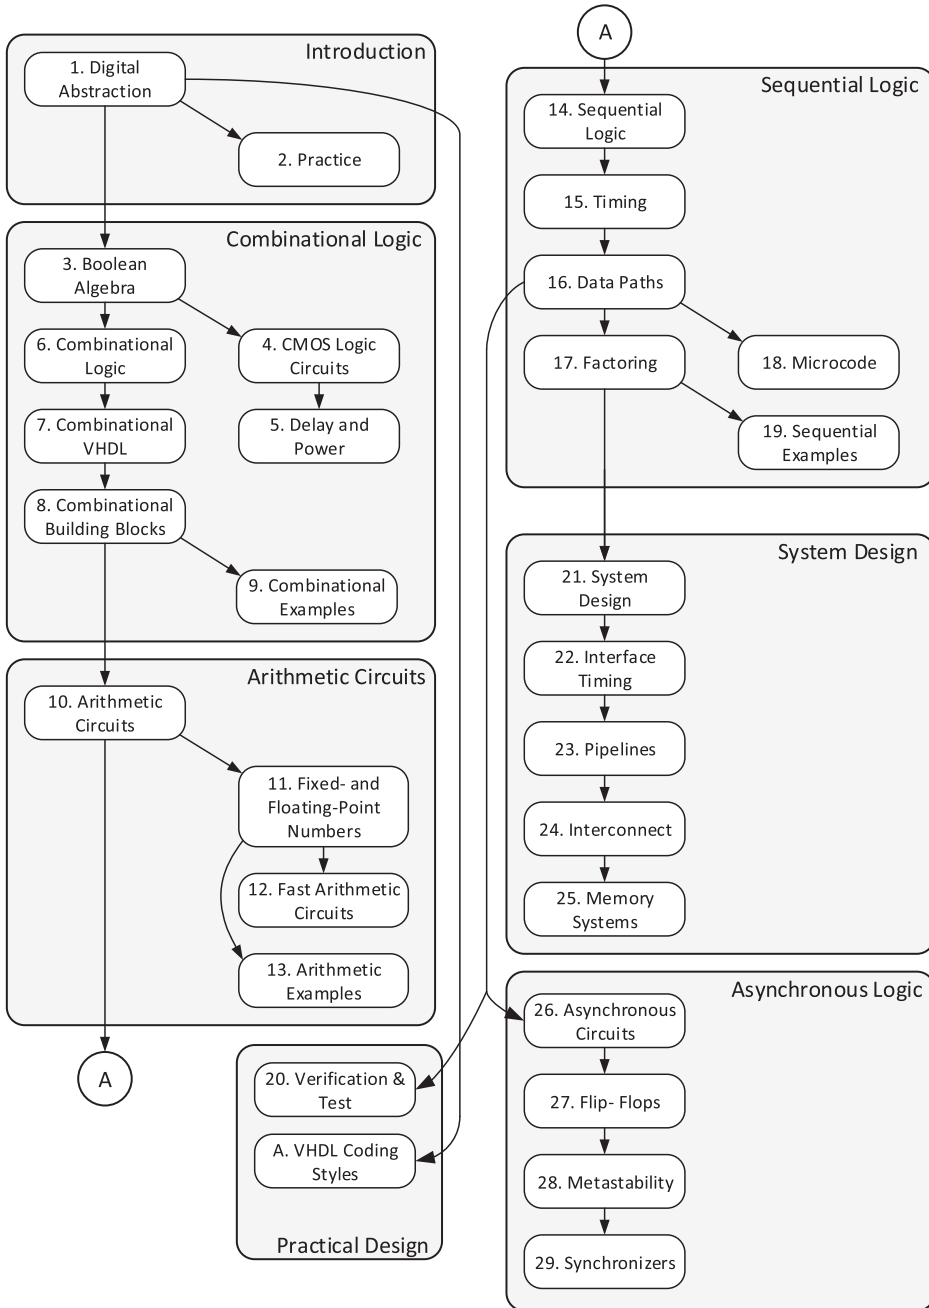 Introduction
1. Digital
Abstraction
2. Practice
Combinational Logic
3. Boolean
Algebra
6. Combinational
Logic
4. CMOS Logic
Circuits
7. Combinational
VHDL
5. Delay and
Power
8. Combinational
Building Blocks
9. Combinational
Examples
Arithmetic Circuits
10. Arithmetic
Circuits
11. Fixed- and
Floating-Point
Numbers
12. Fast Arithmetic
Circuits
13. Arithmetic
Examples
A
20. Verification &
Test
A. VHDL Coding
Styles
Practical Design
A
Sequential Logic
14. Sequential
Logic
15. Timing
16. Data Paths
17. Factoring
18. Microcode
19. Sequential
Examples
System Design
21. System
Design
22. Interface
Timing
23. Pipelines
24. Interconnect
25. Memory
Systems
Asynchronous Logic
26. Asynchronous
Circuits
27. Flip- Flops
28. Metastability
29. Synchronizers